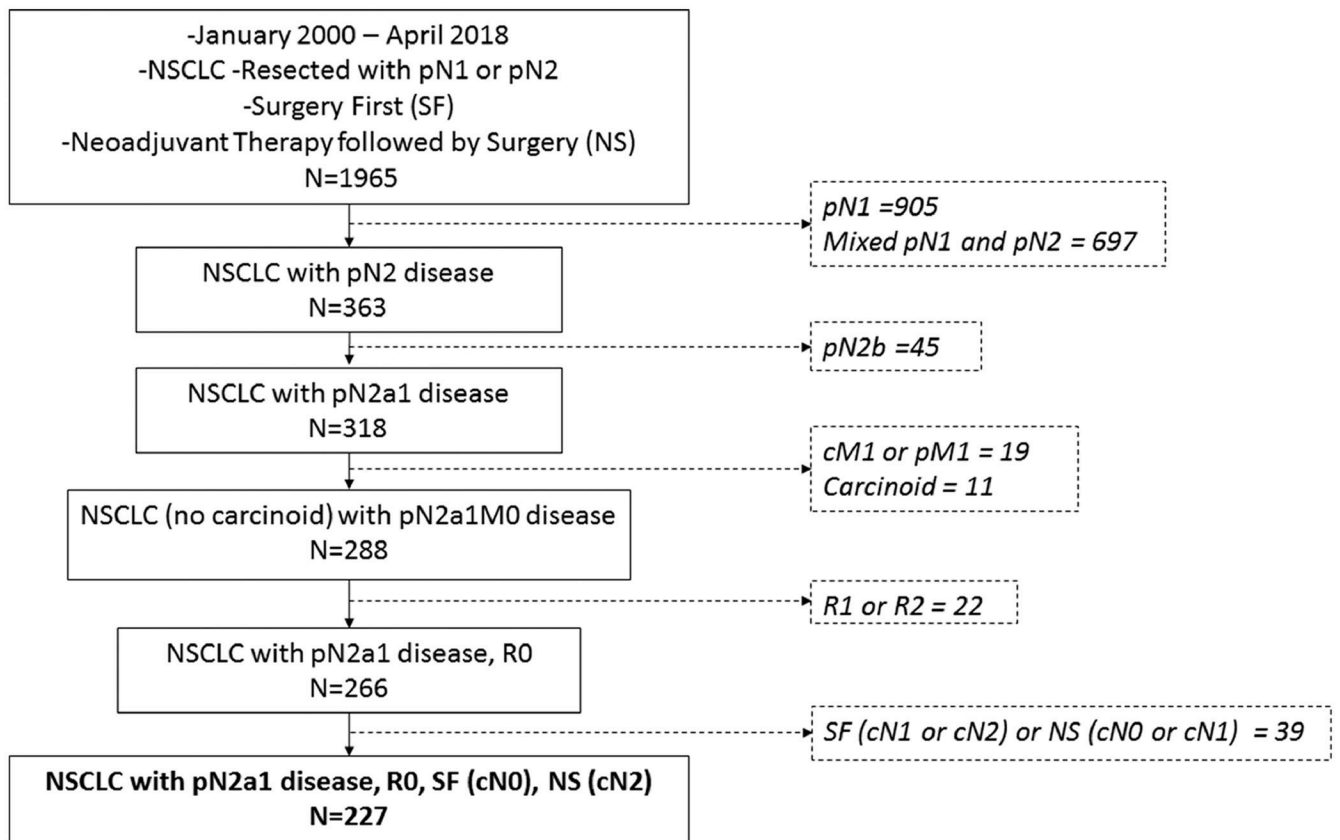 -January 2000 – April 2018
-NSCLC -Resected with pN1 or pN2
-Surgery First (SF)
-Neoadjuvant Therapy followed by Surgery (NS)
N=1965
pN1 =905
Mixed pN1 and pN2 = 697
NSCLC with pN2 disease
N=363
pN2b =45
NSCLC with pN2a1 disease
N=318
cM1 or pM1 = 19
Carcinoid = 11
NSCLC (no carcinoid) with pN2a1M0 disease
N=288
R1 or R2 = 22
NSCLC with pN2a1 disease, R0
N=266
SF (cN1 or cN2) or NS (cN0 or cN1) = 39
NSCLC with pN2a1 disease, R0, SF (cN0), NS (cN2)
N=227